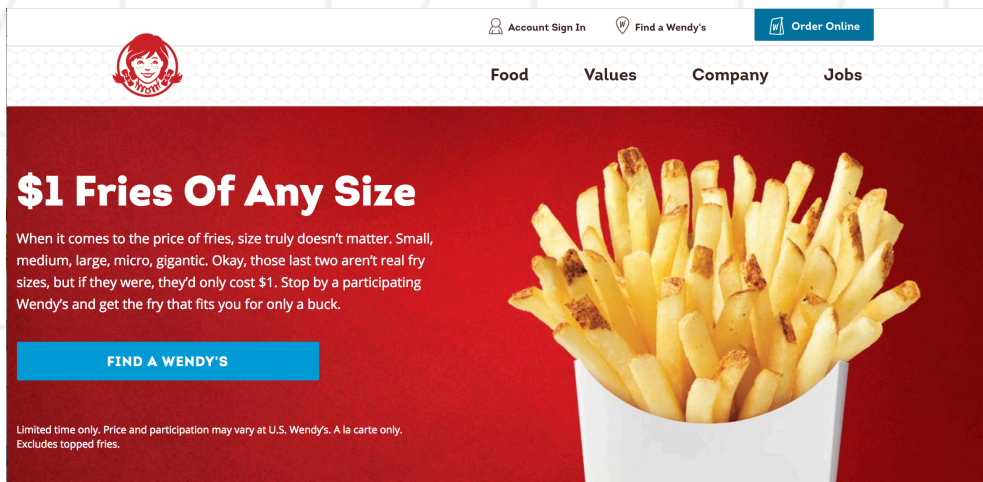 Account Sign In
Find a Wendy's
W Order Online
Food Values Company Jobs
$1 Fries Of Any Size
When it comes to the price of fries, size truly doesn't matter. Small,
medium, large, micro, gigantic. Okay, those last two aren't real fry
sizes, but if they were, they'd only cost $1. Stop by a participating
Wendy's and get the fry that fits you for only a buck.
FIND A WENDY'S
Limited time only. Price and participation may vary at U.S. Wendy's. A la carte only.
Excludes topped fries.